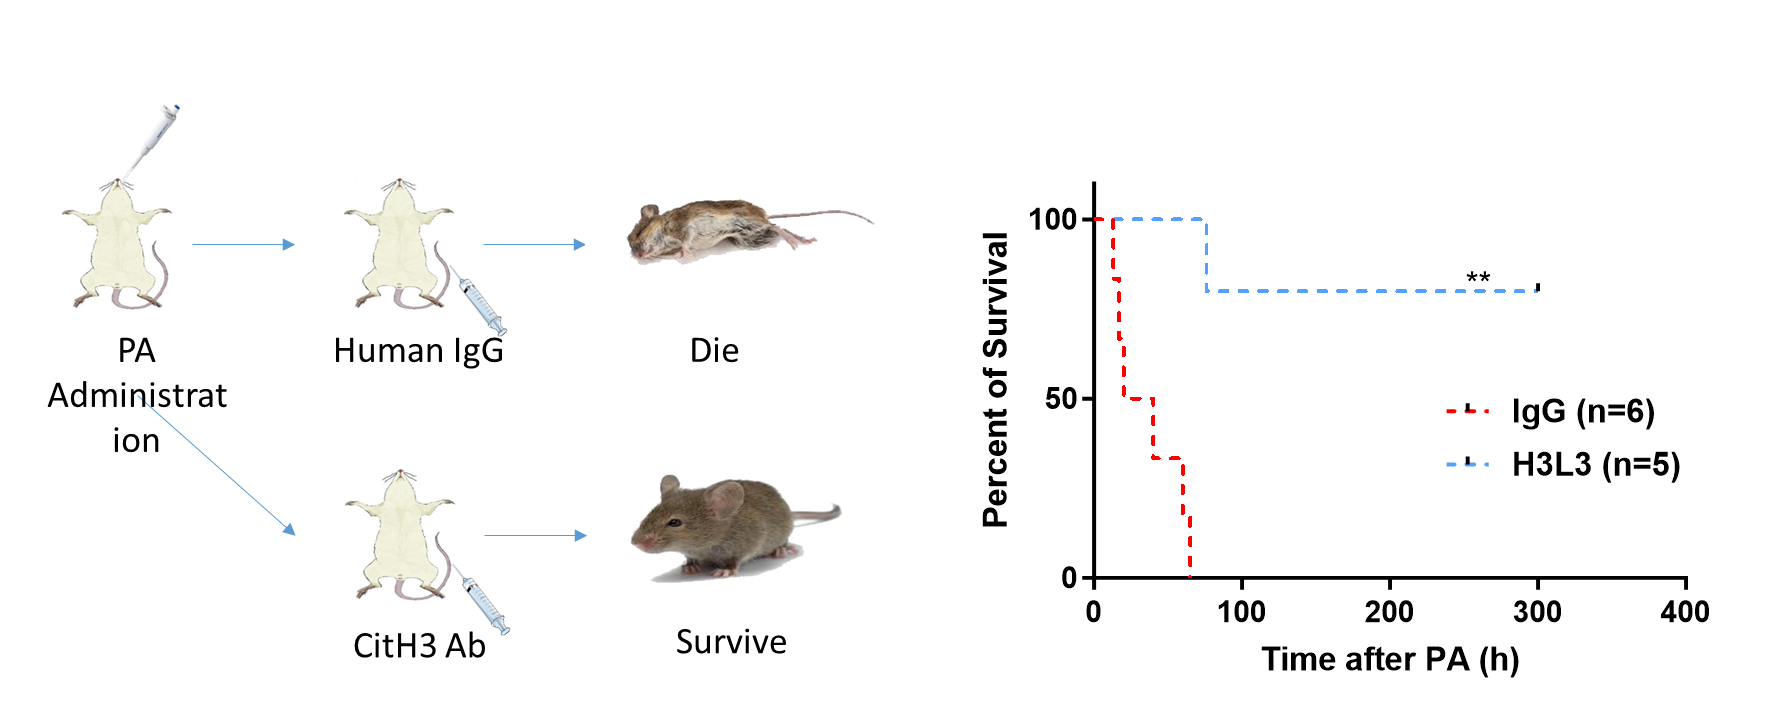 PA
Administrat
ion
Human IgG
Die
CitH3 Ab
Survive
Percent of Survival
100
50
0
**
IgG (n=6)
H3L3 (n=5)
0 100 200 300 400
Time after PA (h)